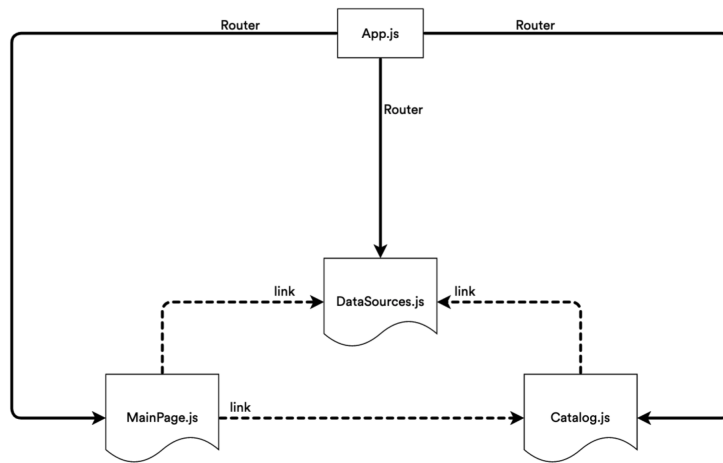 Router
App.js
Router
Router
link
DataSources.js
link
MainPage.js
link
Catalog.js